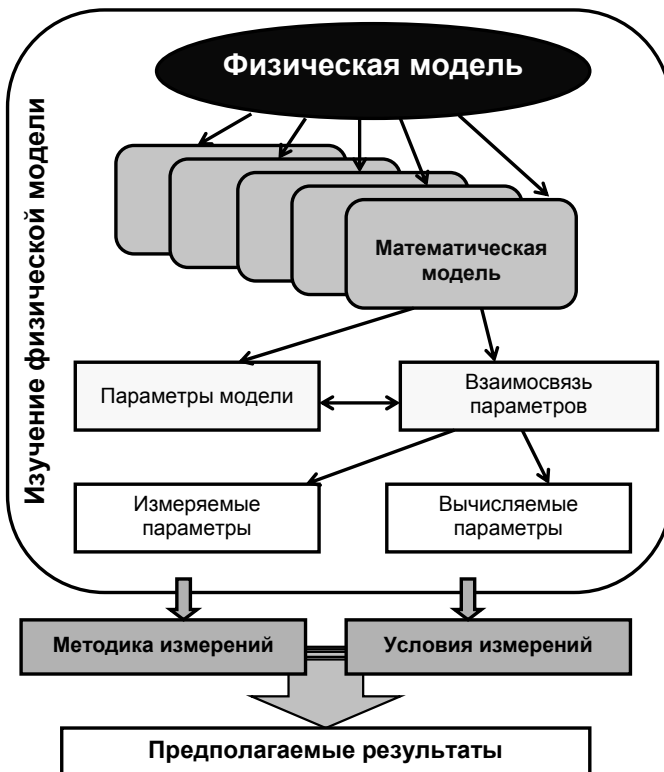 Физическая модель
Изучение физической модели
Математическая
модель
Параметры модели
Взаимосвязь
параметров
Измеряемые
параметры
Вычисляемые
параметры
Методика измерений
Условия измерений
Предполагаемые результаты